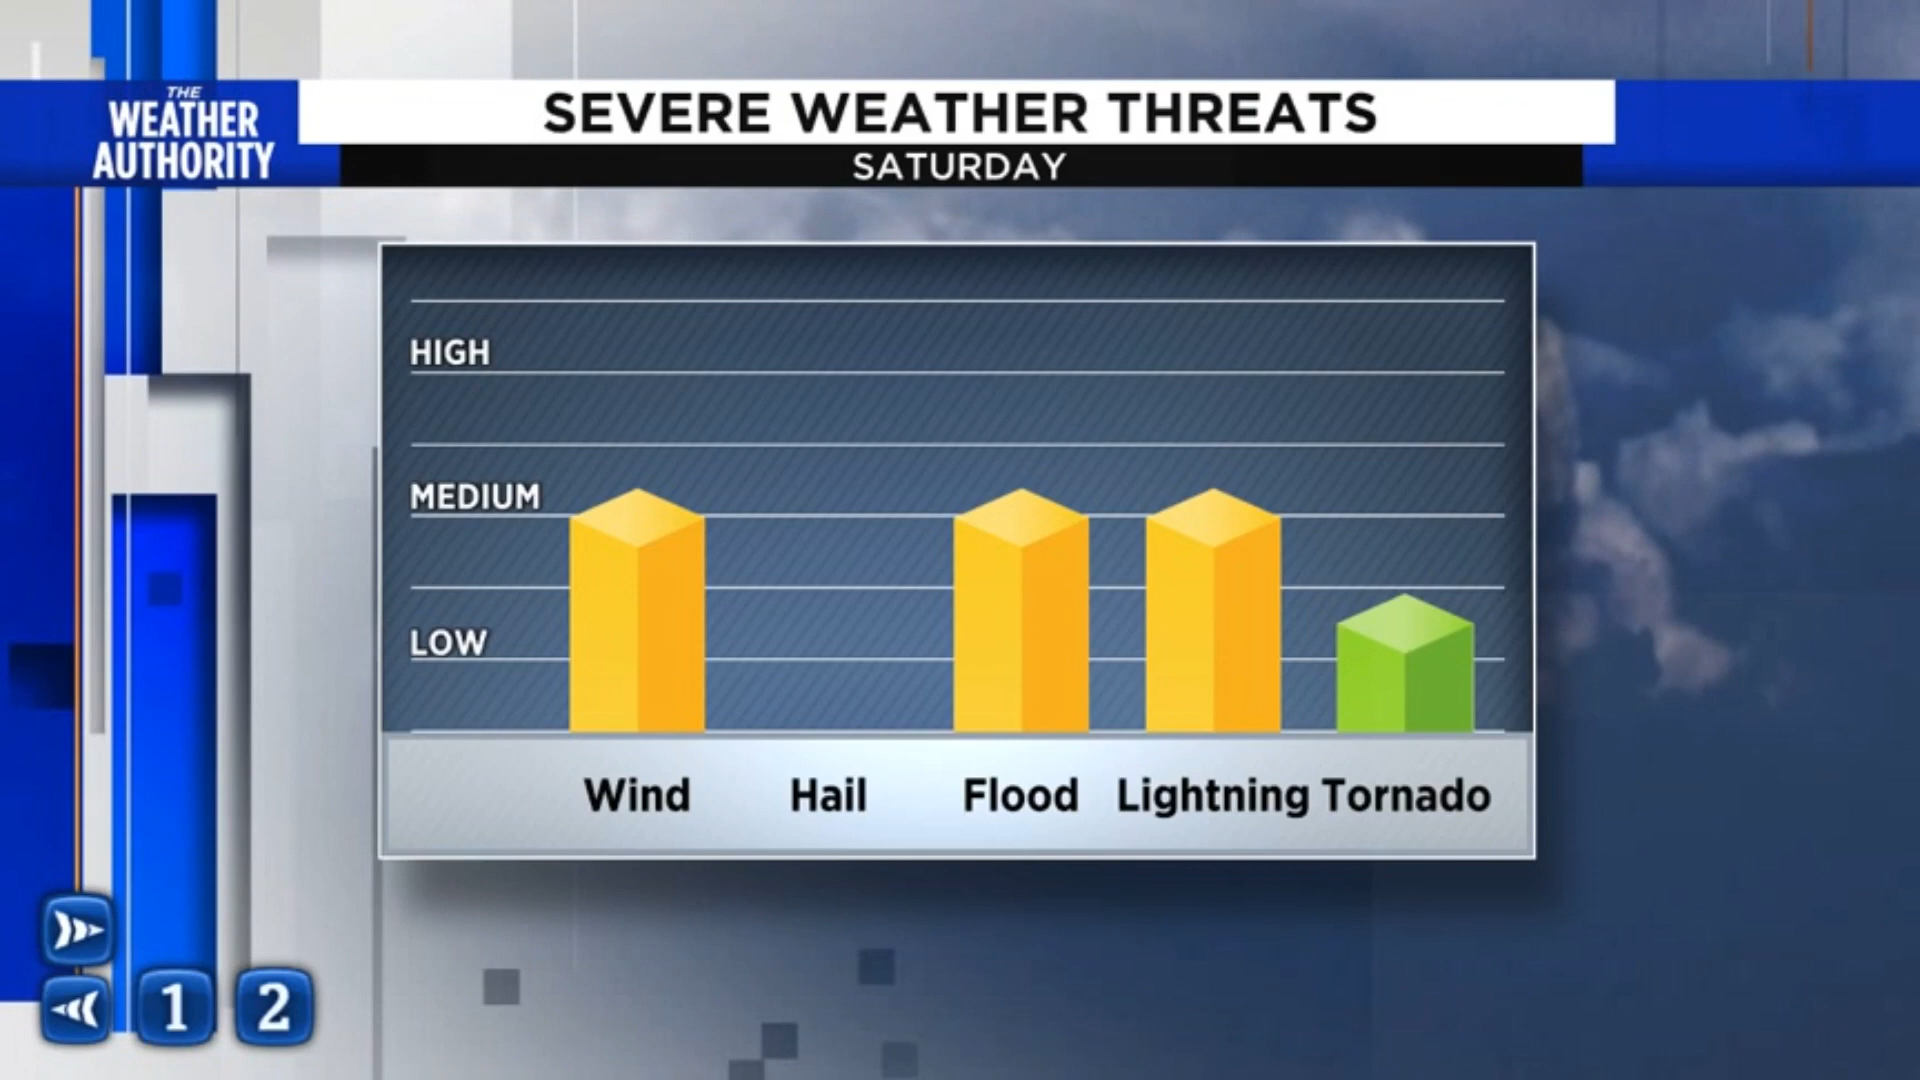 THE
WEATHER
AUTHORITY
SEVERE WEATHER THREATS
SATURDAY
HIGH
MEDIUM
LOW
Wind Hail Flood Lightning Tornado
1 2